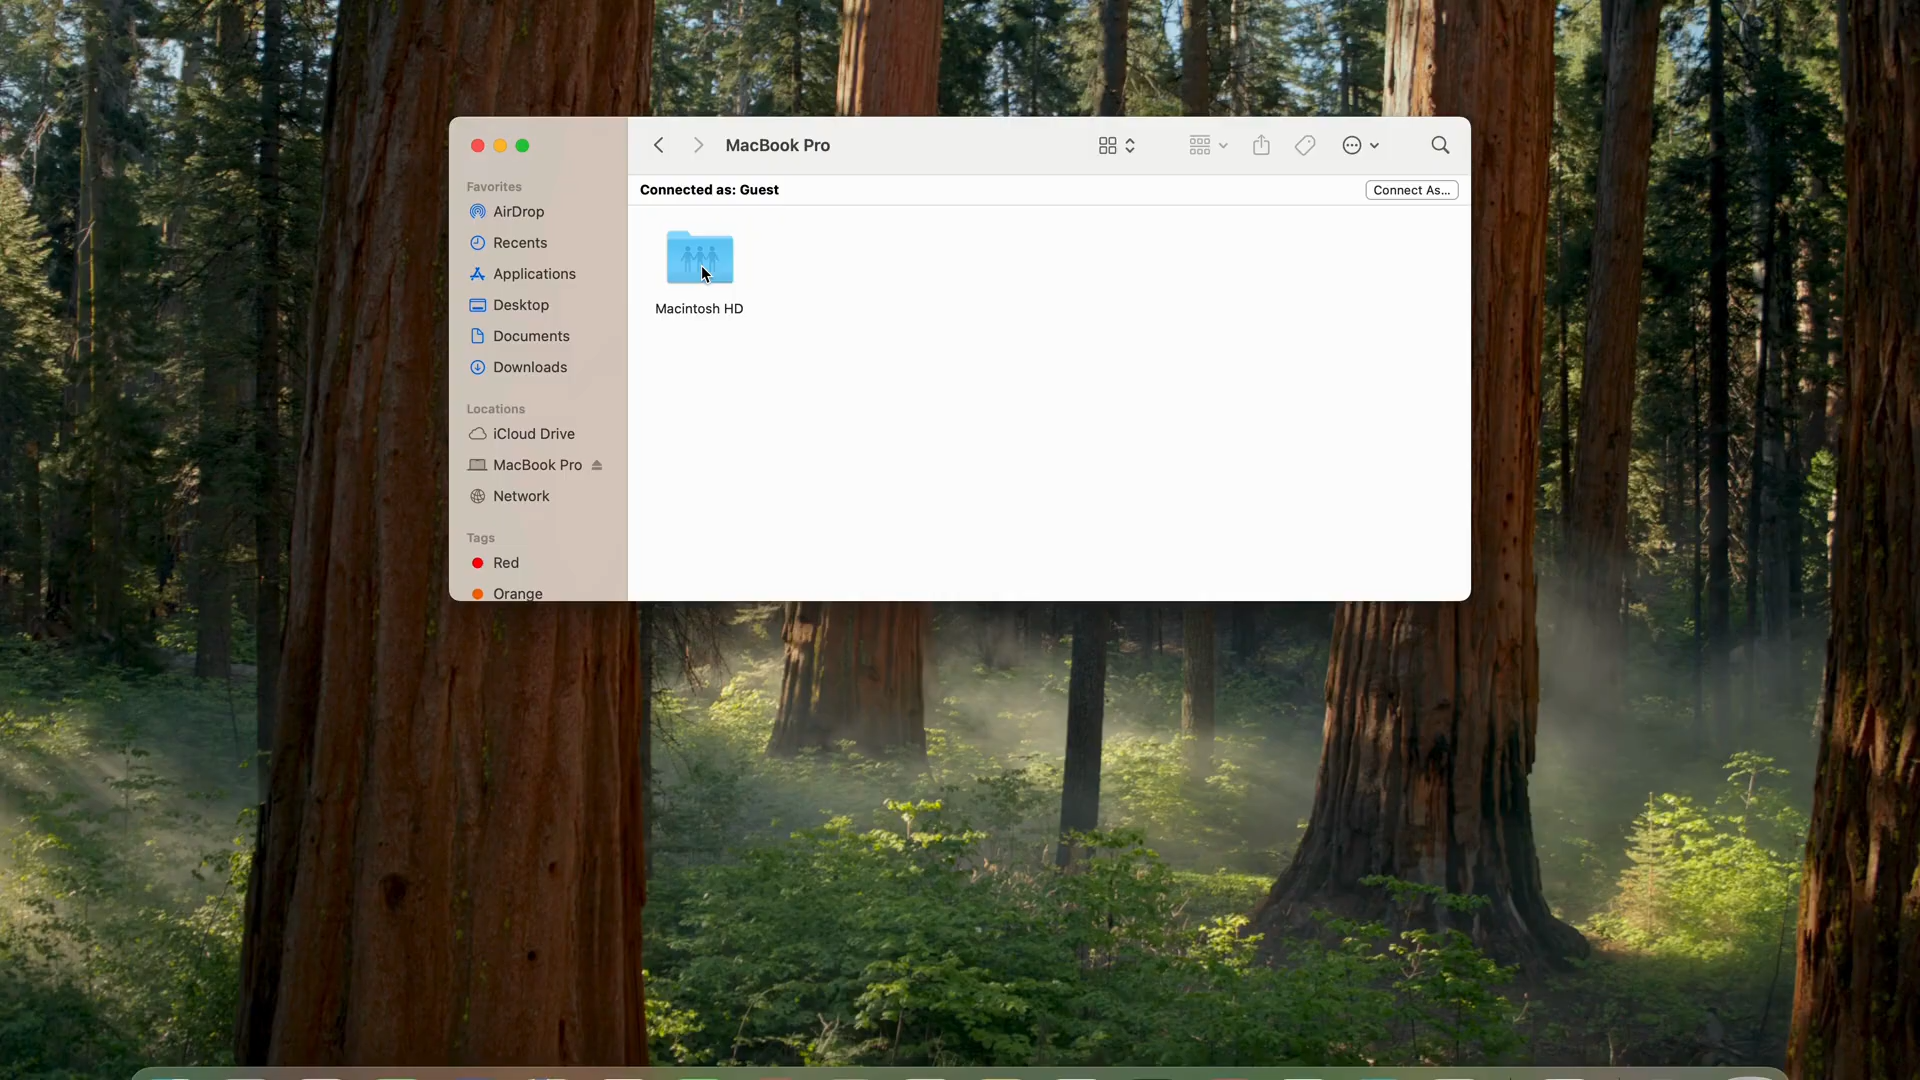 MacBook Pro
Connected as: Guest
Connect As...
Favorites
AirDrop
Recents
Applications
Desktop
Documents
Downloads
Locations
iCloud Drive
MacBook Pro
Network
Tags
Red
Orange
Macintosh HD